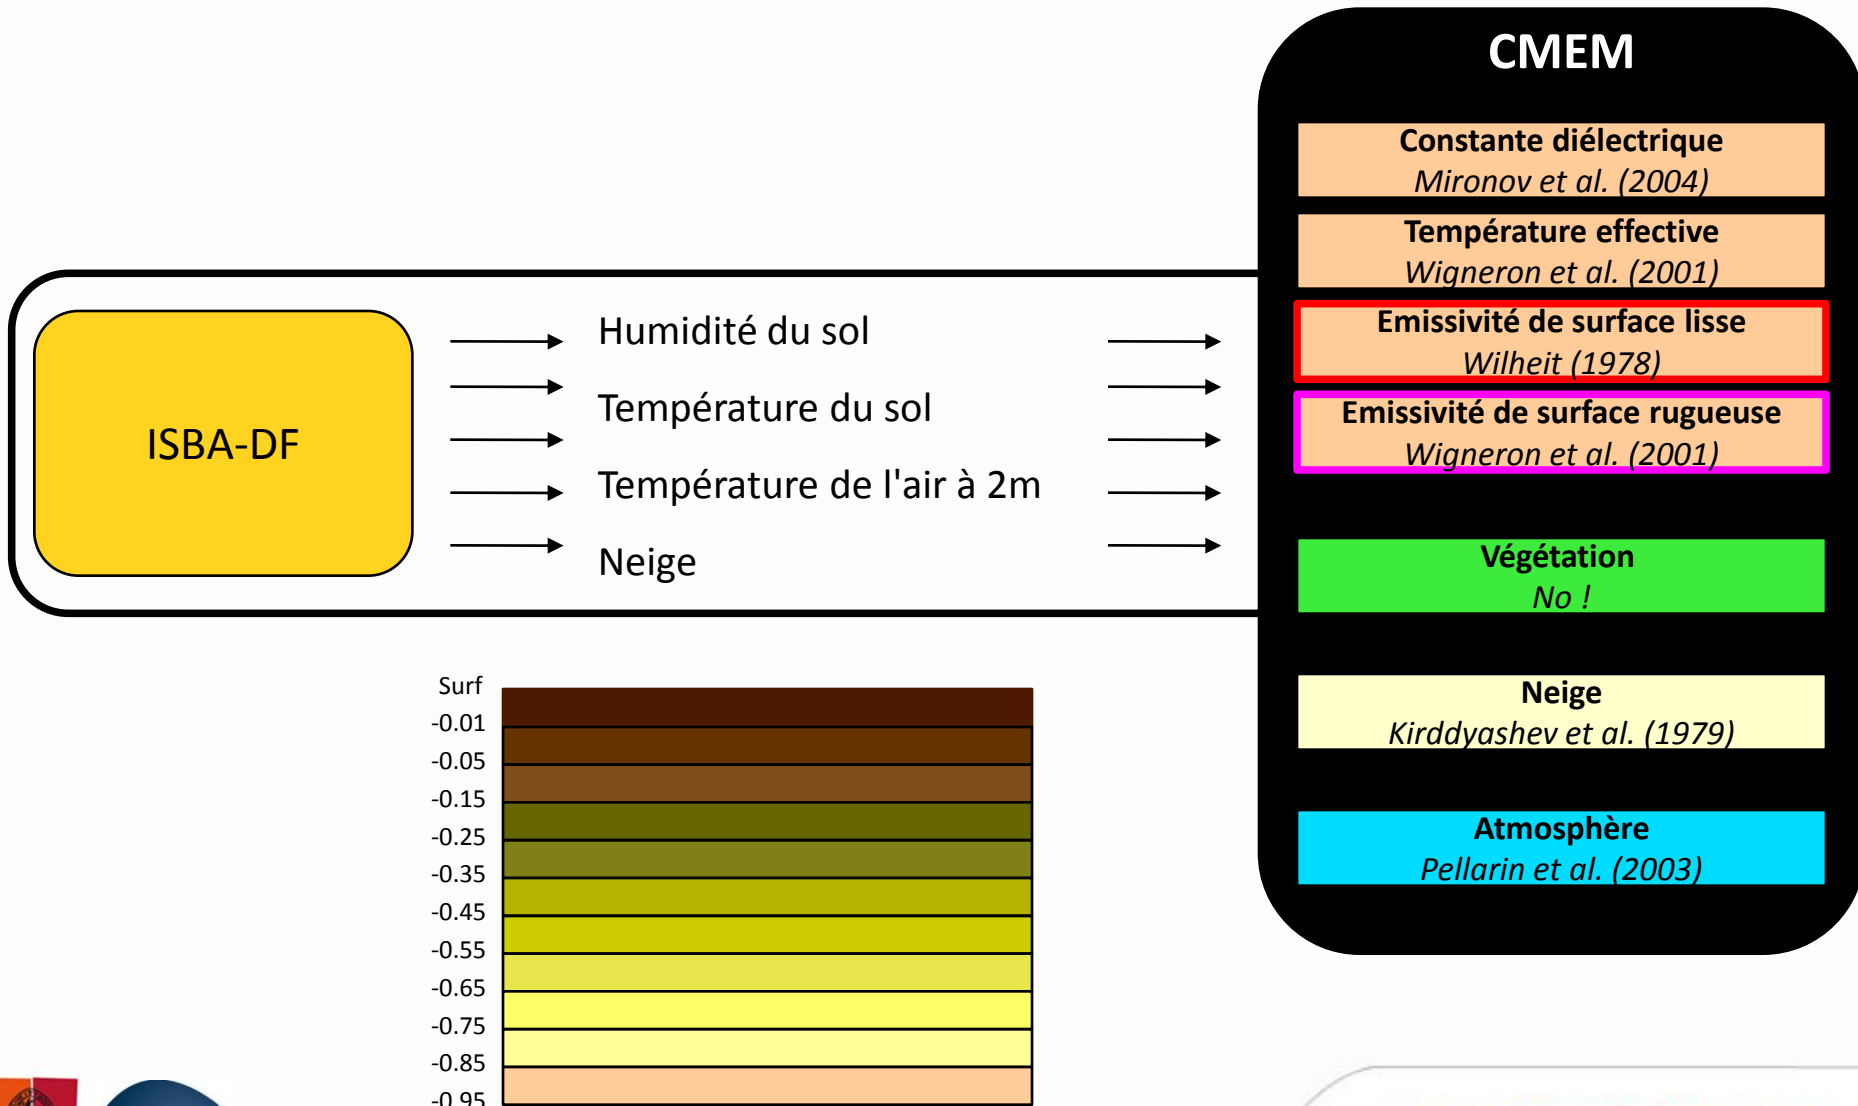 CMEM
Constante diélectrique
Mironov et al. (2004)
Température effective
Wigneron et al. (2001)
Emissivité de surface lisse
Wilheit (1978)
Emissivité de surface rugueuse
Wigneron et al. (2001)
Végétation
No !
Neige
Kirddyashev et al. (1979)
Atmosphère
Pellarin et al. (2003)
ISBA-DF
Humidité du sol
Température du sol
Température de l'air à 2m
Neige
Surf
-0.01
-0.05
-0.15
-0.25
-0.35
-0.45
-0.55
-0.65
-0.75
-0.85
-0.95